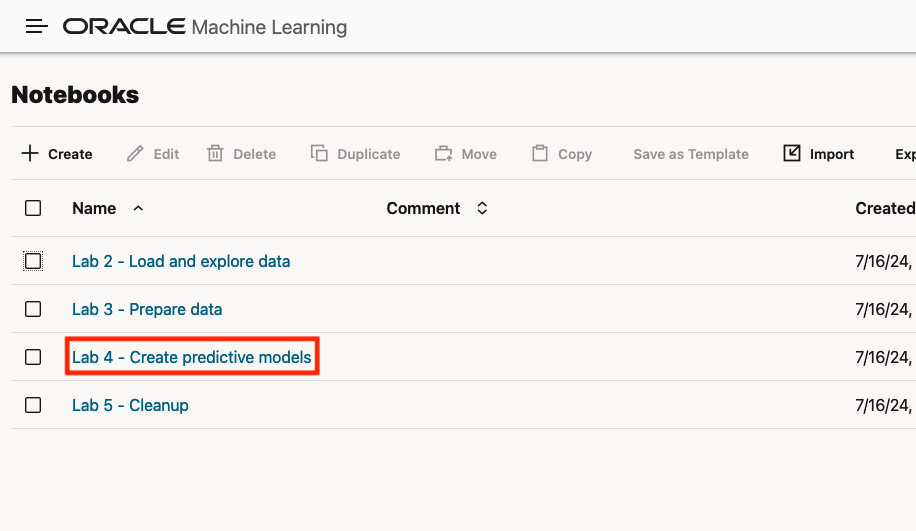 ORACLE Machine Learning
Notebooks
Create Edit Delete Duplicate Move Copy Save as Template Import Exp
Name Comment Created
Lab 2 - Load and explore data 7/16/24,
Lab 3 - Prepare data 7/16/24,
Lab 4 - Create predictive models 7/16/24,
Lab 5 - Cleanup 7/16/24,